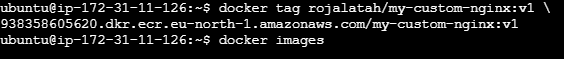 ubuntu@ip-172-31-11-126:~$ docker tag rojalatah/my-custom-nginx:v1 \
938358605620.dkr.ecr.eu-north-1.amazonaws.com/my-custom-nginx:v1
ubuntu@ip-172-31-11-126:~$ docker images